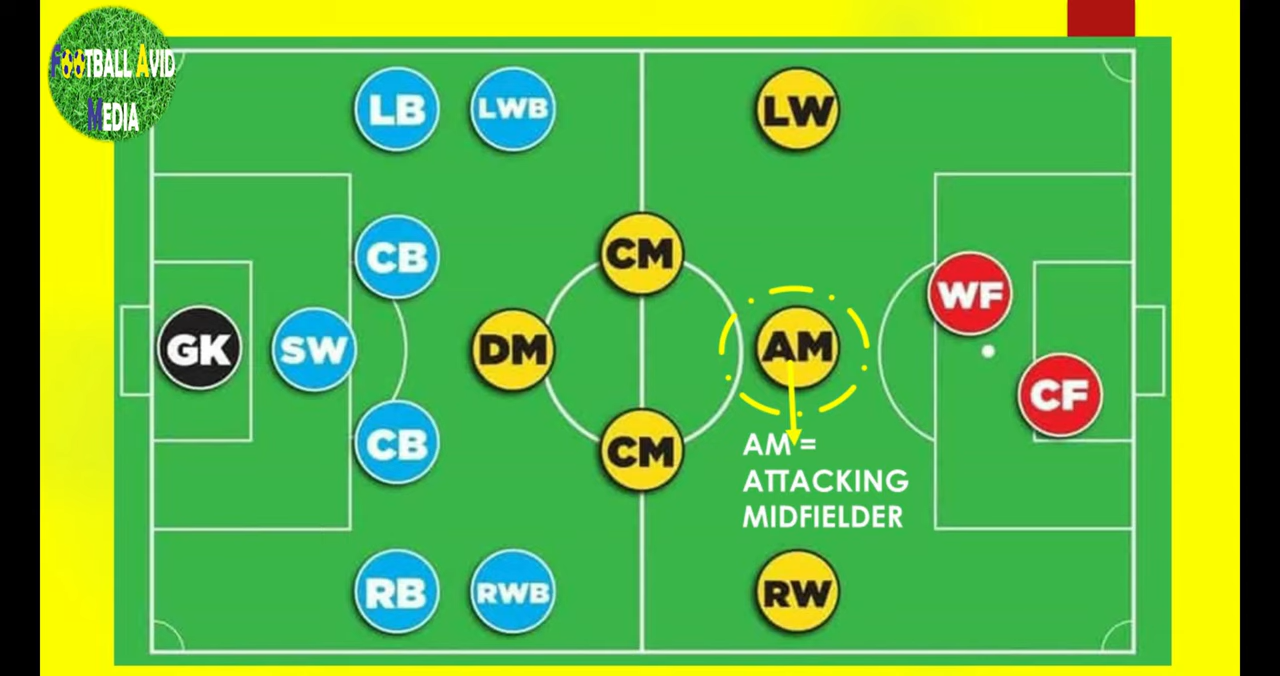 FOOTBALL AVID
MEDIA
LB
LWB
LW
CB
CM
WF
GK
SW
DM
AM
CF
CB
CM
AM =
ATTACKING
MIDFIELDER
RB
RWB
RW